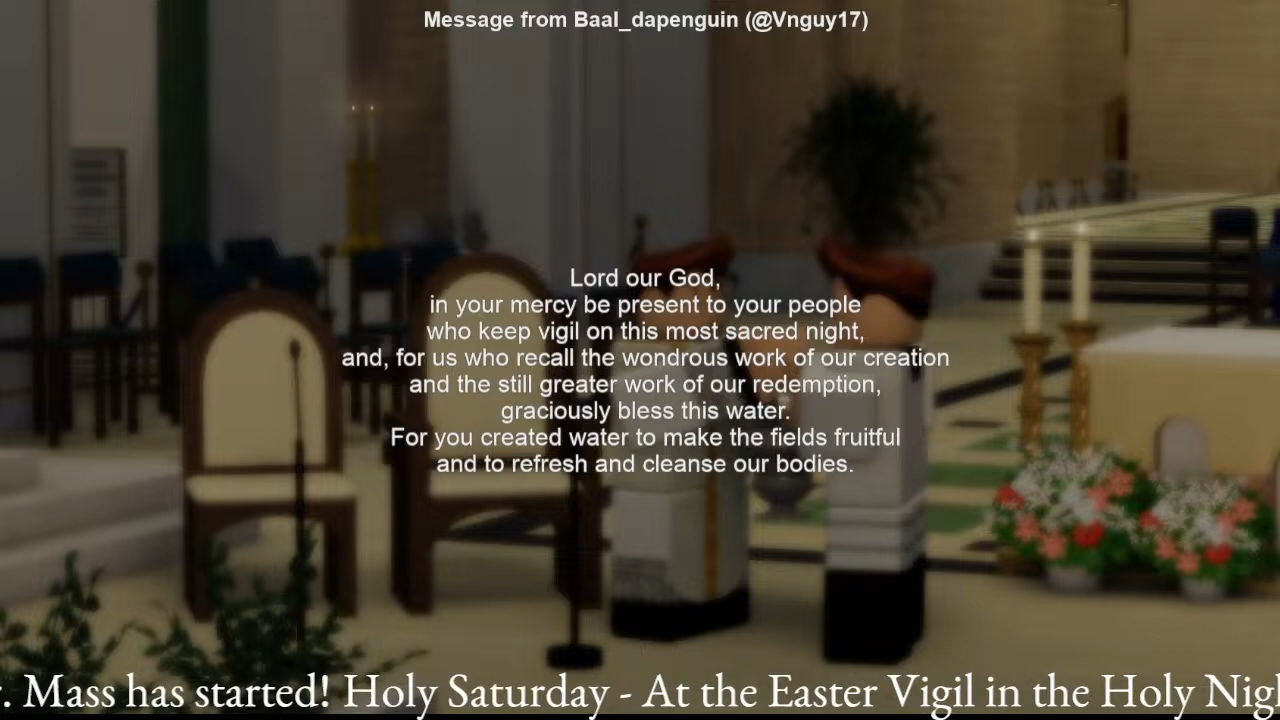 Message from Baal_dapenguin (@Vnguy17)
Lord our God,
in your mercy be present to your people
who keep vigil on this most sacred night,
and, for us who recall the wondrous work of our creation
and the still greater work of our redemption,
graciously bless this water.
For you created water to make the fields fruitful
and to refresh and cleanse our bodies.
. Mass has started! Holy Saturday - At the Easter Vigil in the Holy Nig